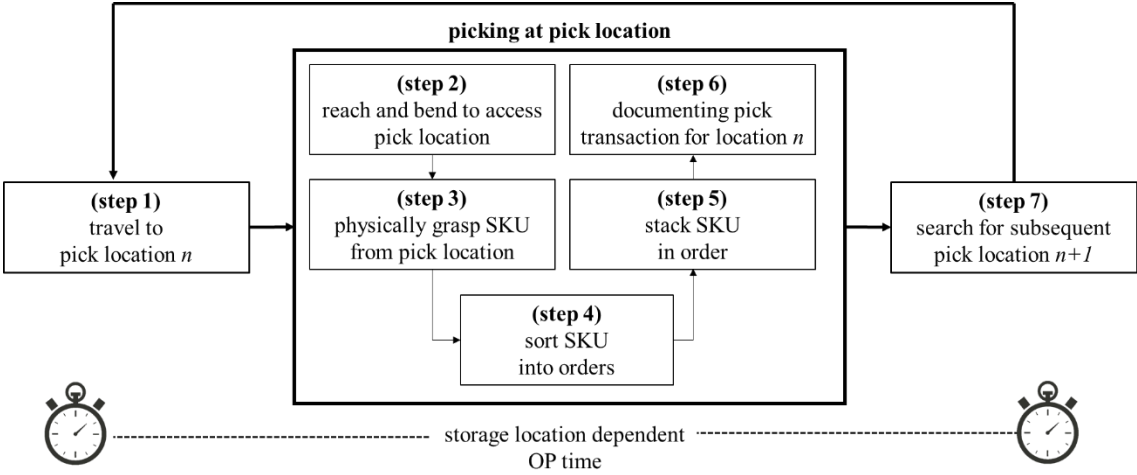 picking at pick location
(step 1)
travel to
pick location n
(step 2)
reach and bend to access
pick location
(step 3)
physically grasp SKU
from pick location
(step 4)
sort SKU
into orders
(step 5)
stack SKU
in order
(step 6)
documenting pick
transaction for location n
(step 7)
search for subsequent
pick location n+1
storage location dependent
OP time